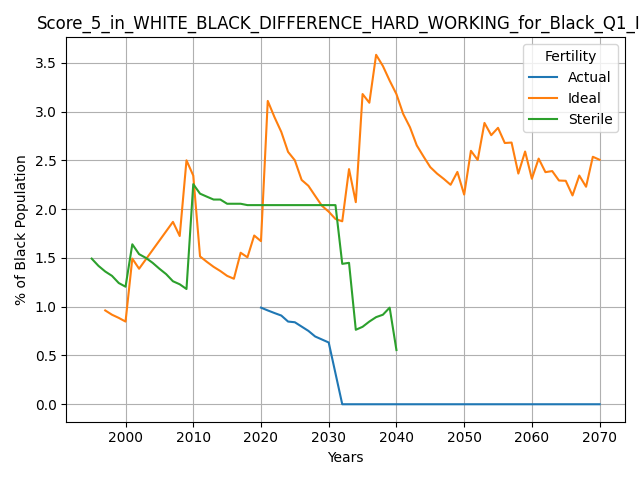 Score_5_in_WHITE_BLACK_DIFFERENCE_HARD_WORKING_for_Black_Q1_I
Fertility
Actual
Ideal
Sterile
% of Black Population
3.5
3.0
2.5
2.0
1.5
1.0
0.5
0.0
2000 2010 2020 2030 2040 2050 2060 2070
Years